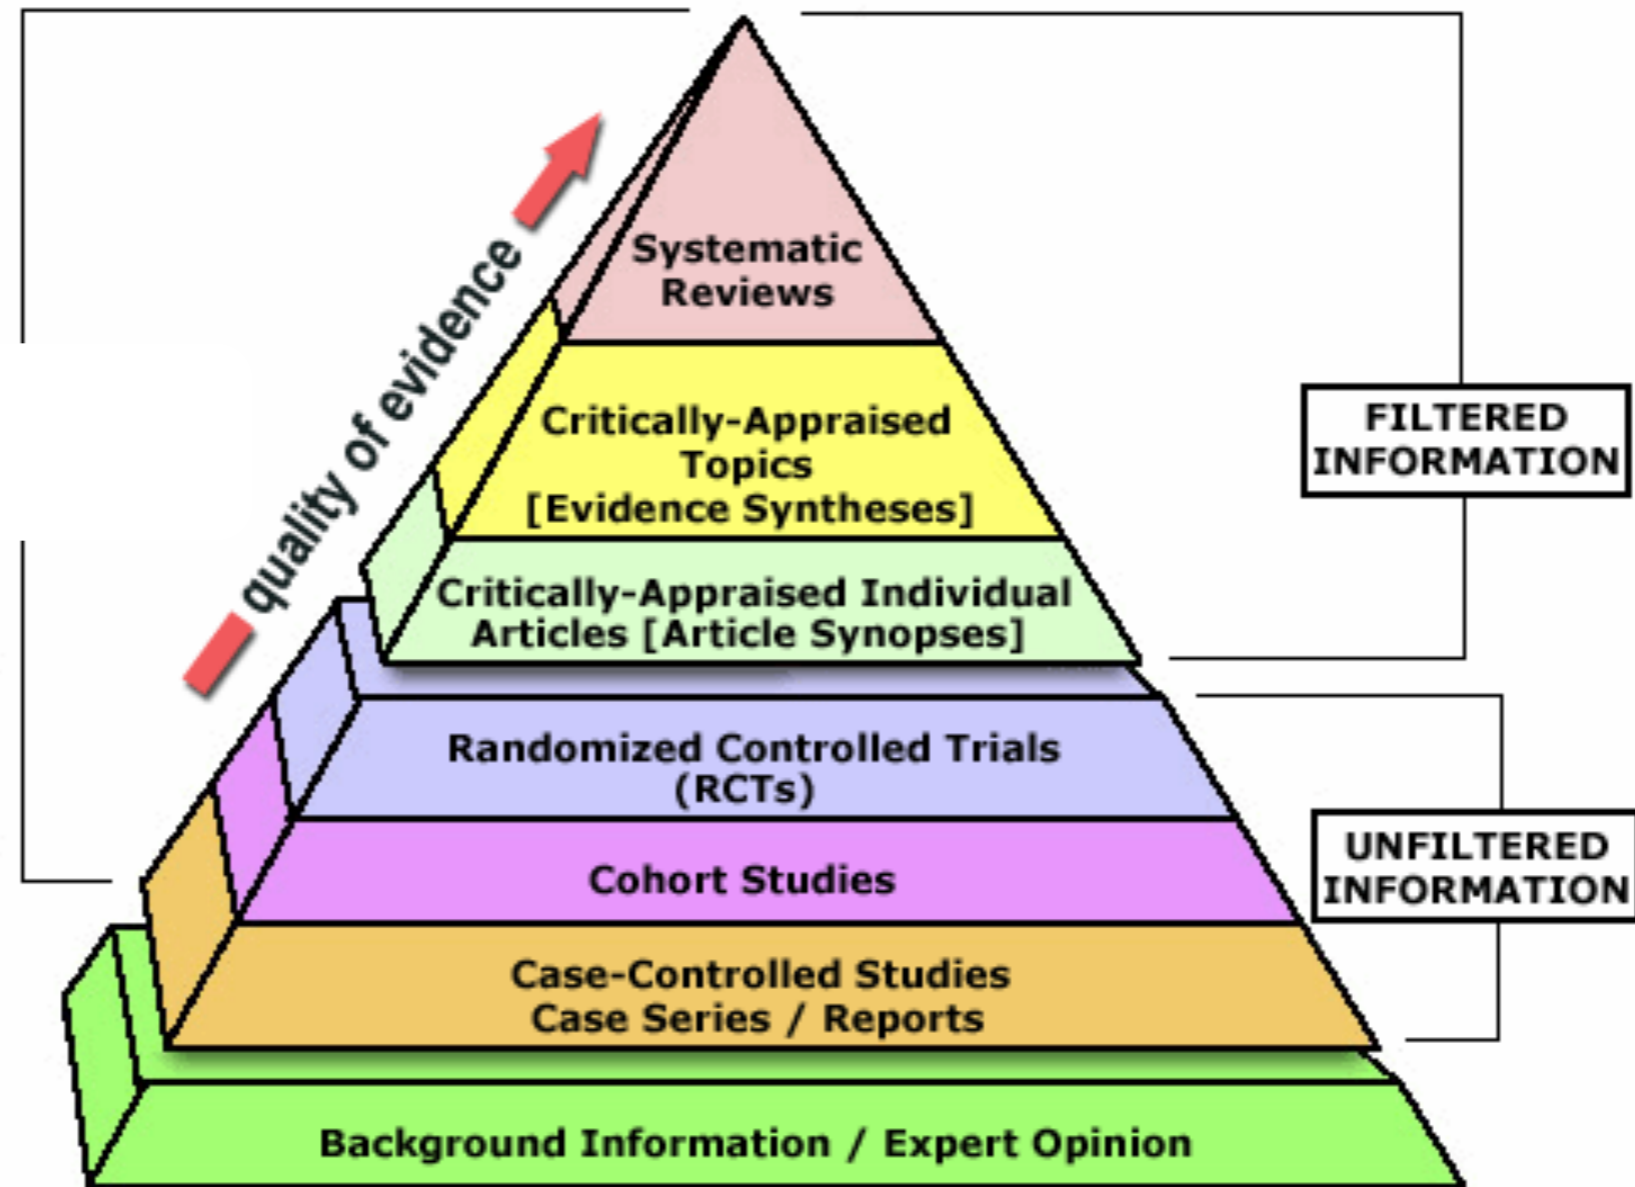 quality of evidence
Systematic
Reviews
Critically-Appraised
Topics
[Evidence Syntheses]
Critically-Appraised Individual
Articles [Article Synopses]
FILTERED
INFORMATION
Randomized Controlled Trials
(RCTs)
Cohort Studies
Case-Controlled Studies
Case Series / Reports
UNFILTERED
INFORMATION
Background Information / Expert Opinion